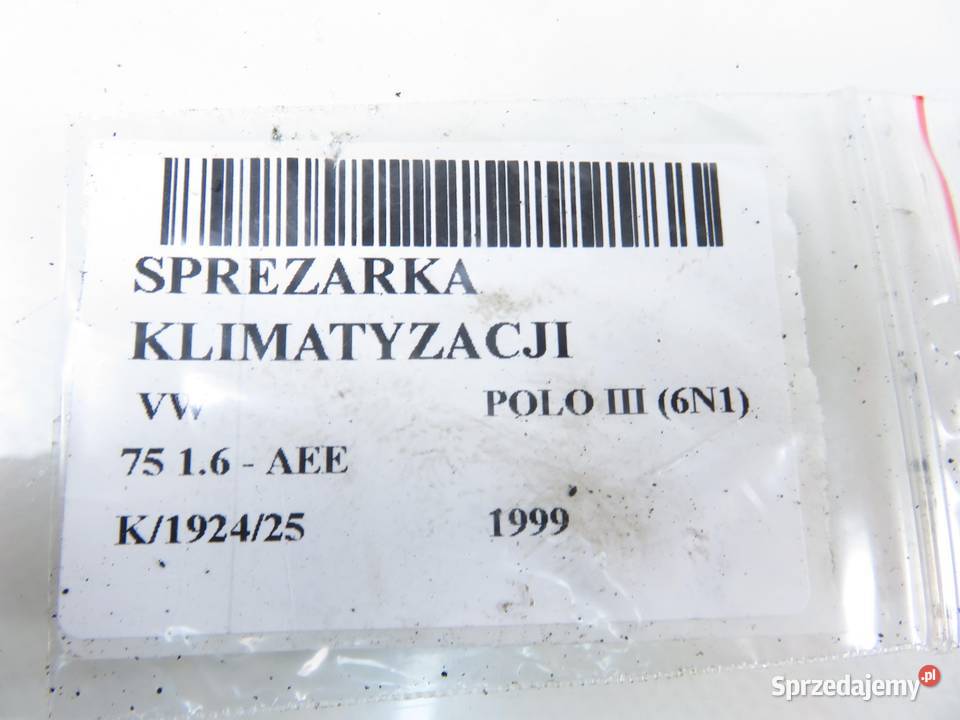 SPREZARKA
KLIMATYZACJI
VW POLO III (6N1)
75 1.6 - AEE
K/1924/25 1999
Sprzedajemy.pl